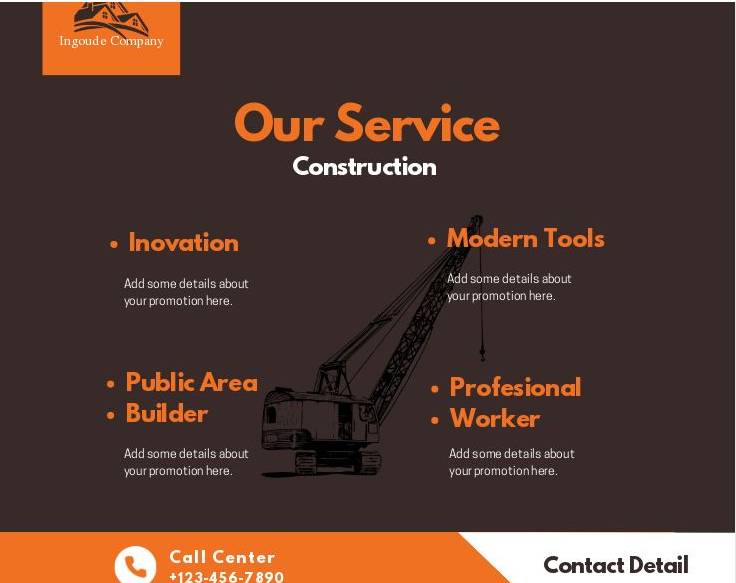 Ingoude Company
Our Service
Construction
• Inovation
Add some details about
your promotion here.
• Modern Tools
Add some details about
your promotion here.
• Public Area
• Builder
Add some details about
your promotion here.
• Profesional
• Worker
Add some details about
your promotion here.
Call Center
+123-456-7890
Contact Detail